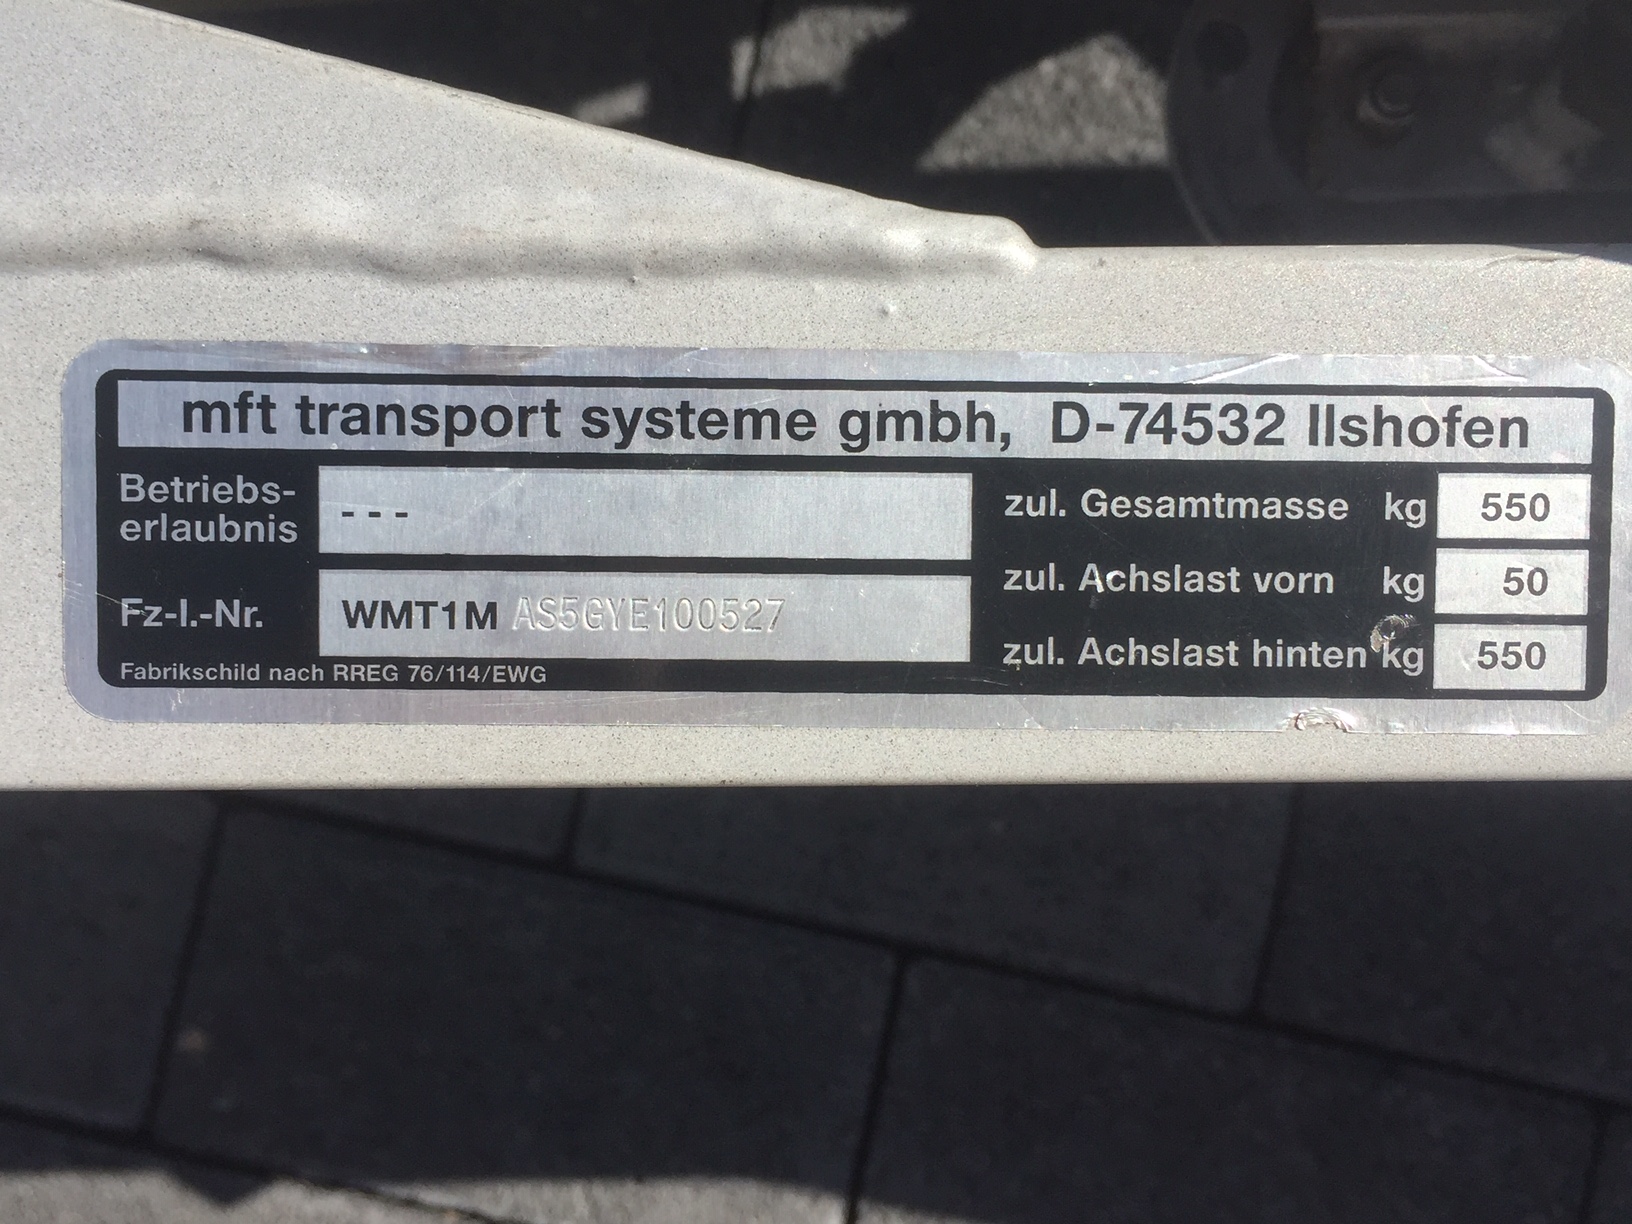 mft transport systeme gmbh, D-74532 Ilshofen
Betriebs-
erlaubnis
---
Fz-I.-Nr.
WMT1M AS5GYE100527
Fabrikschild nach RREG 76/114/EWG
zul. Gesamtmasse kg 550
zul. Achslast vorn kg 50
zul. Achslast hinten kg 550